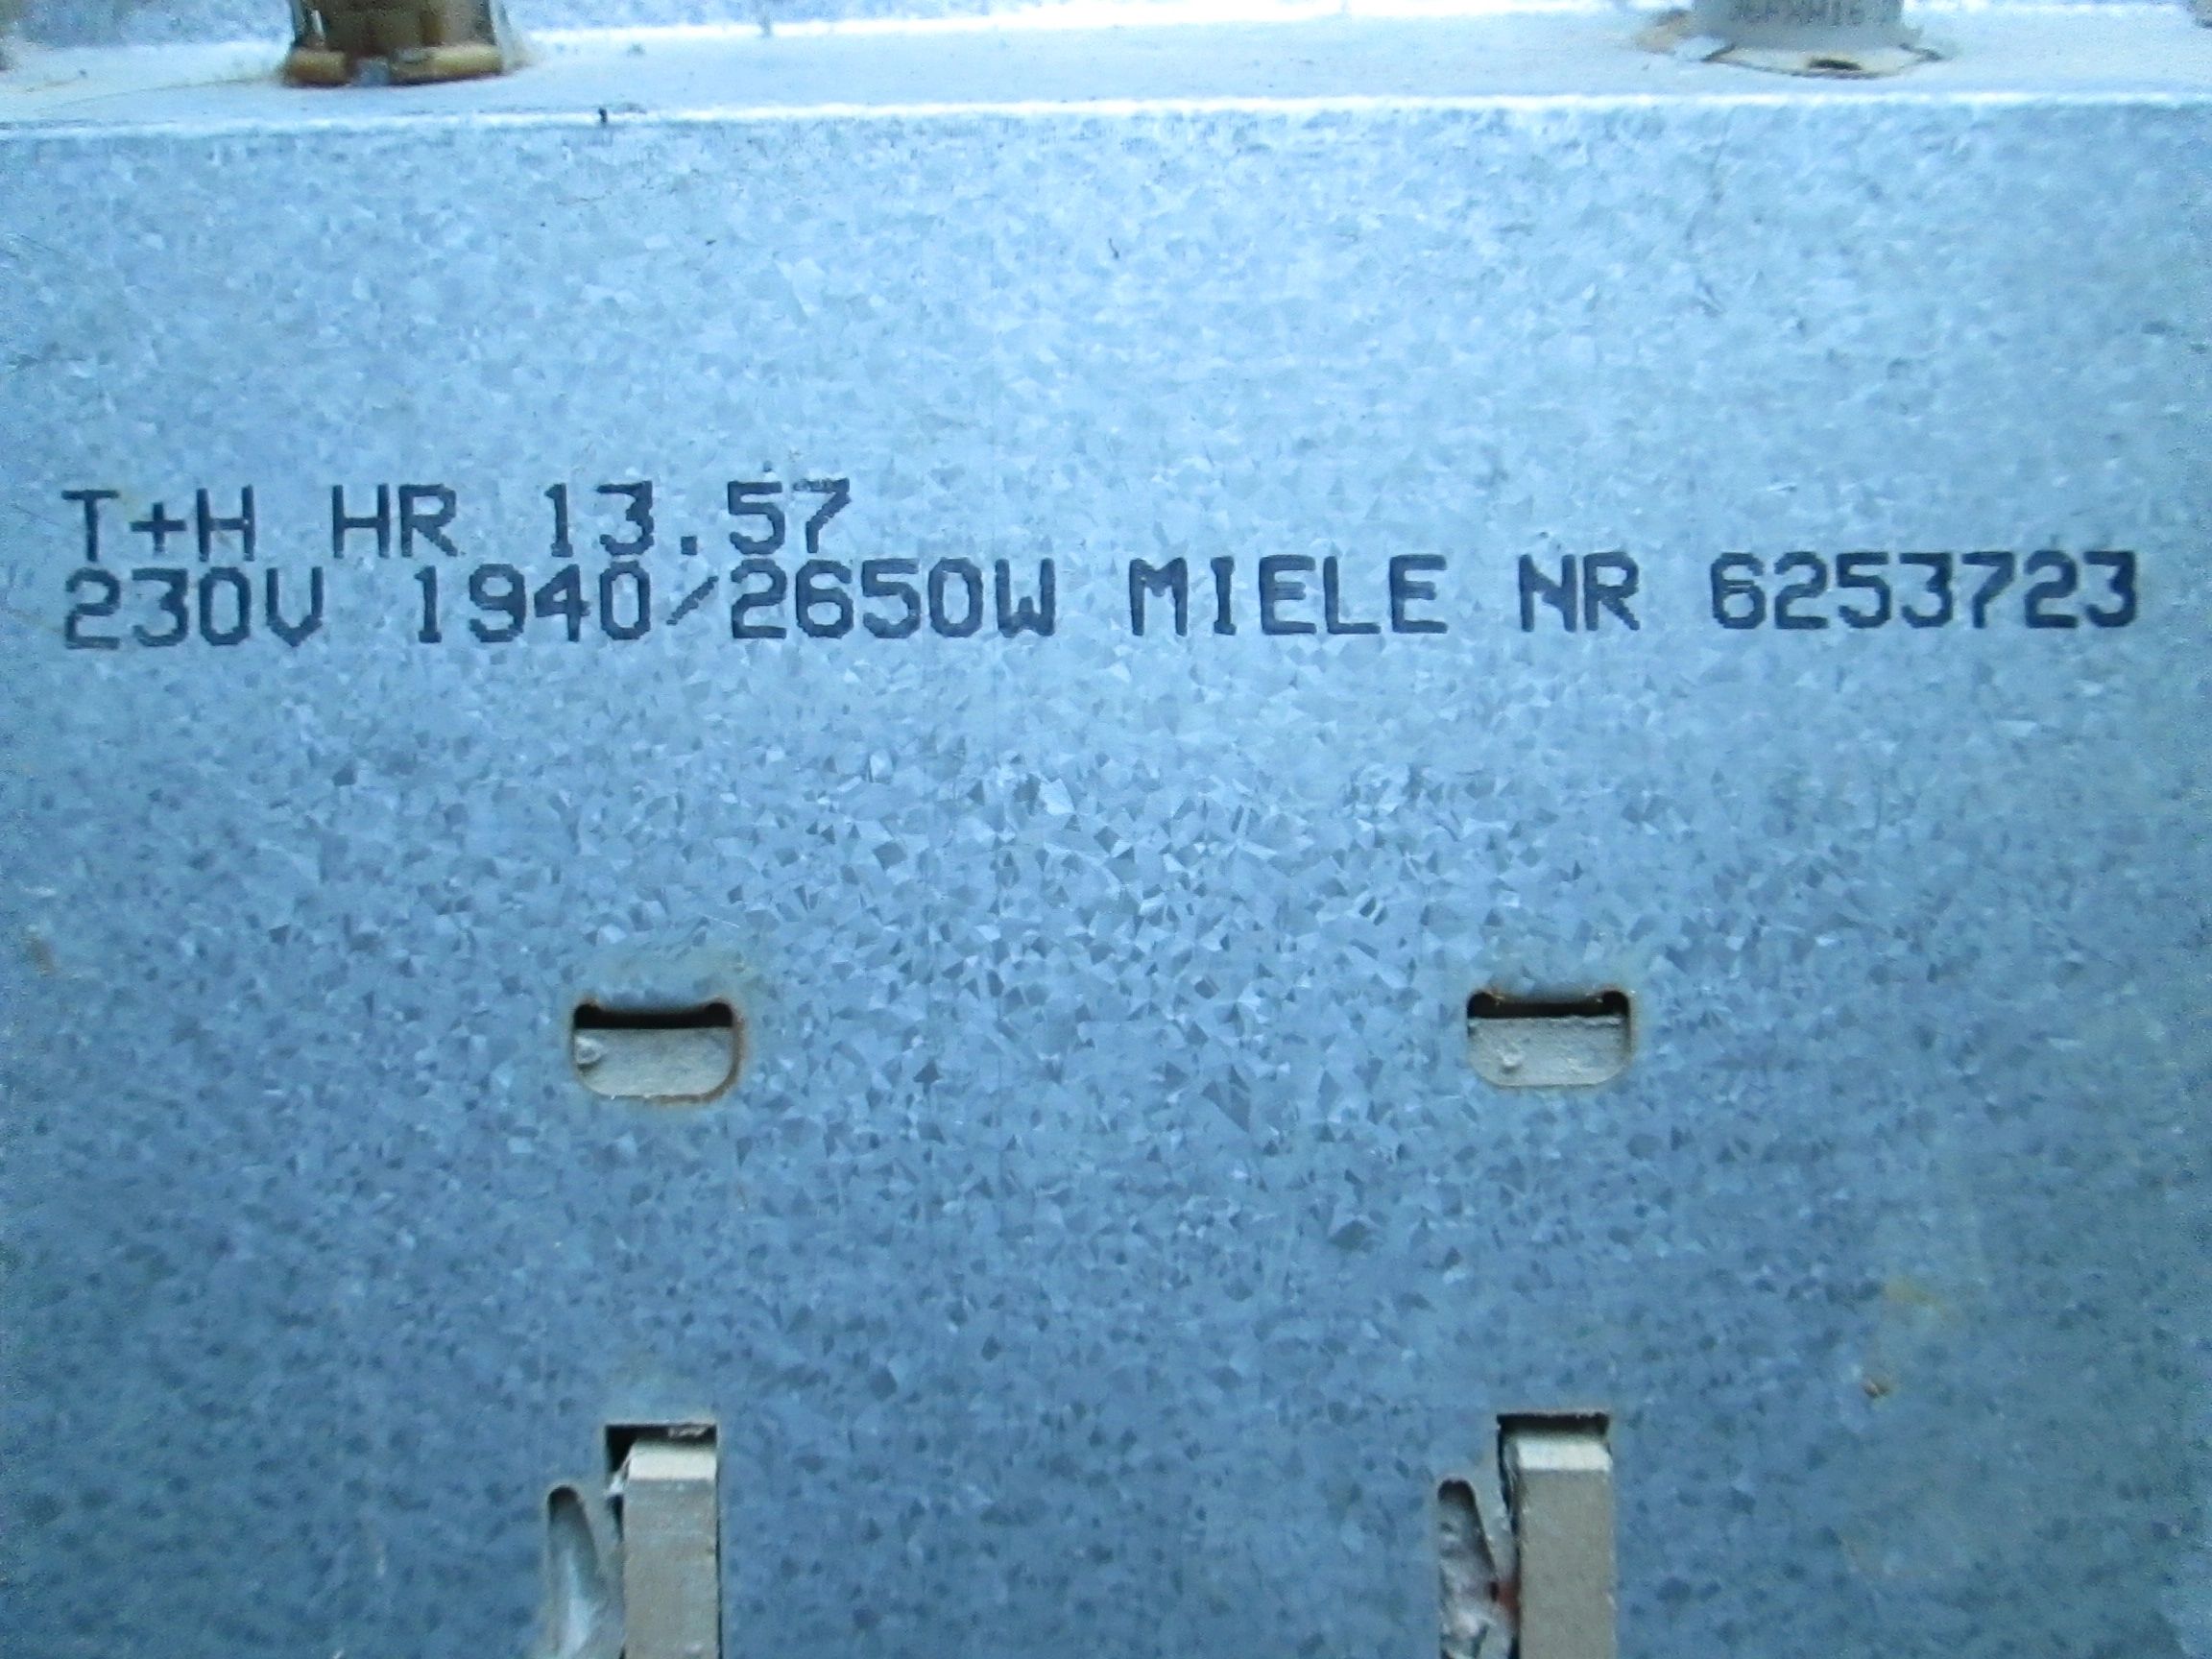 T+H HR 13.57
230V 1940/2650W MIELE NR 6253723